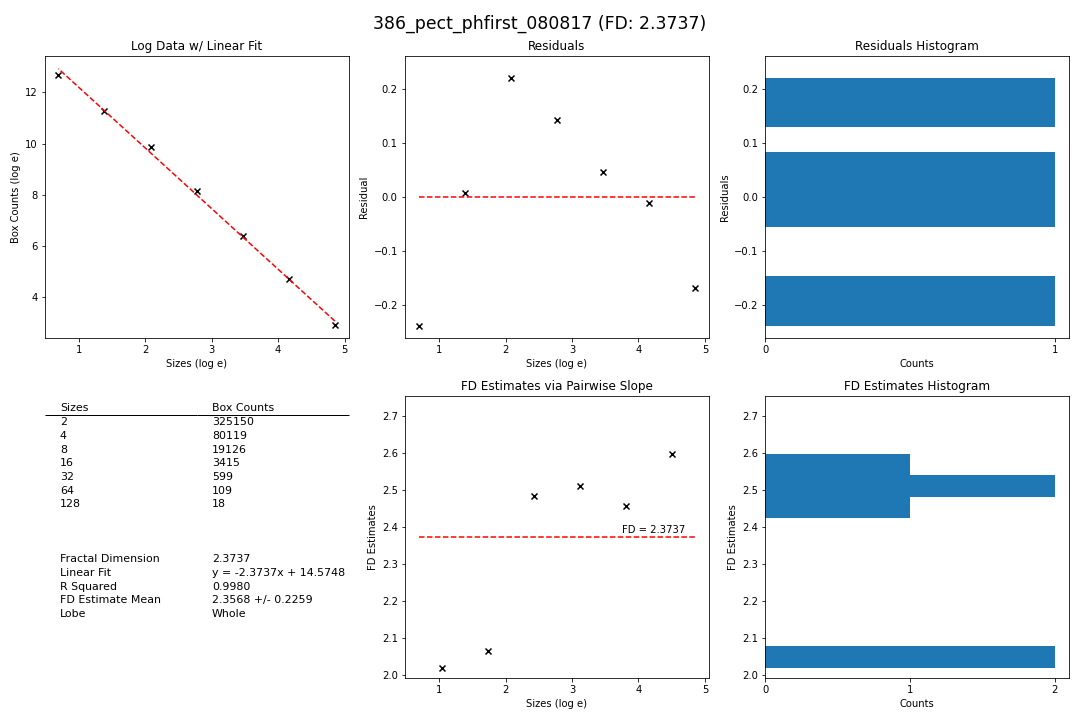 386_pect_phfirst_080817 (FD: 2.3737)
Log Data w/ Linear Fit
Box Counts (log e)
12
10
8
6
4
1
2
3
4
5
Sizes (log e)
Residuals
Residual
0.2
0.1
0.0
−0.1
−0.2
1
2
3
4
5
Sizes (log e)
Residuals Histogram
Residuals
0.2
0.1
0.0
−0.1
−0.2
0
1
Counts
Sizes Box Counts
2 325150
4 80119
8 19126
16 3415
32 599
64 109
128 18
Fractal Dimension 2.3737
Linear Fit y = -2.3737x + 14.5748
R Squared 0.9980
FD Estimate Mean 2.3568 +/- 0.2259
Lobe Whole
FD Estimates via Pairwise Slope
FD Estimates
2.7
2.6
2.5
2.4
2.3
2.2
2.1
2.0
FD = 2.3737
1
2
3
4
5
Sizes (log e)
FD Estimates Histogram
FD Estimates
2.7
2.6
2.5
2.4
2.3
2.2
2.1
2.0
0
1
2
Counts